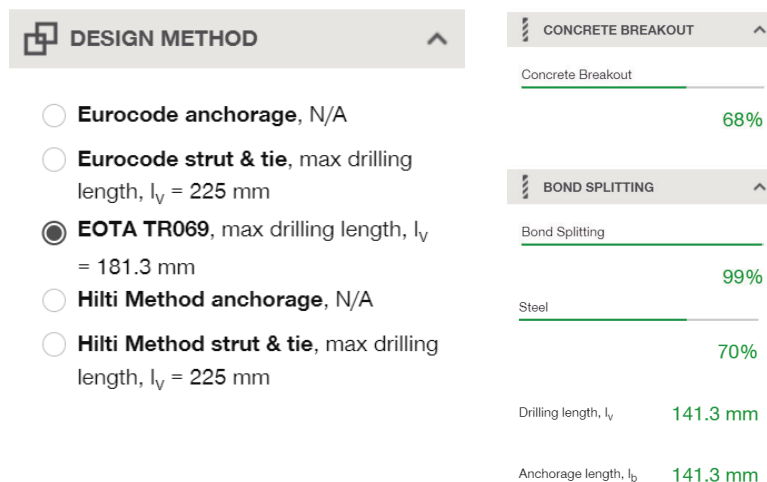 DESIGN METHOD
Eurocode anchorage, N/A
Eurocode strut & tie, max drilling
length, lv = 225 mm
EOTA TR069, max drilling length, lv
= 181.3 mm
Hilti Method anchorage, N/A
Hilti Method strut & tie, max drilling
length, lv = 225 mm
CONCRETE BREAKOUT
Concrete Breakout
68%
BOND SPLITTING
Bond Splitting
99%
Steel
70%
Drilling length, lv 141.3 mm
Anchorage length, lb 141.3 mm